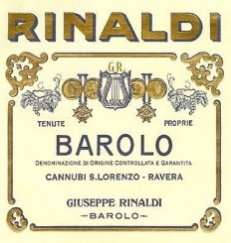 RINALDI
GR
TENUTE PROPRIE
BAROLO
DENOMINAZIONE DI ORIGINE CONTROLLATA E GARANTITA
CANNUBI S.LORENZO - RAVERA
GIUSEPPE RINALDI
-BAROLO-